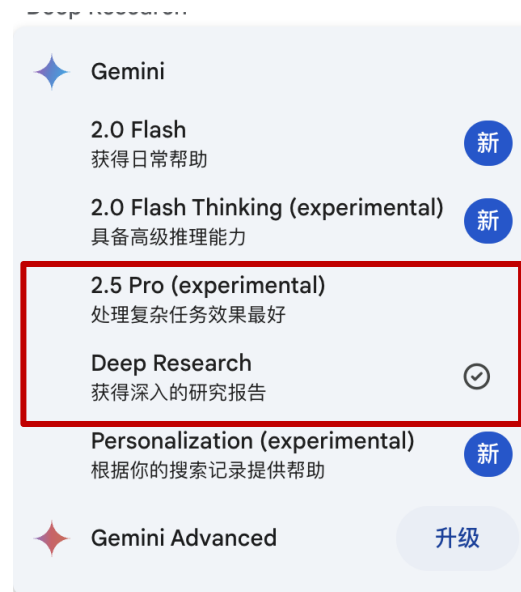 Deep Research
Gemini
2.0 Flash
获得日常帮助
新
2.0 Flash Thinking (experimental)
具备高级推理能力
新
2.5 Pro (experimental)
处理复杂任务效果最好
Deep Research
获得深入的研究报告
Personalization (experimental)
根据你的搜索记录提供帮助
新
Gemini Advanced
升级